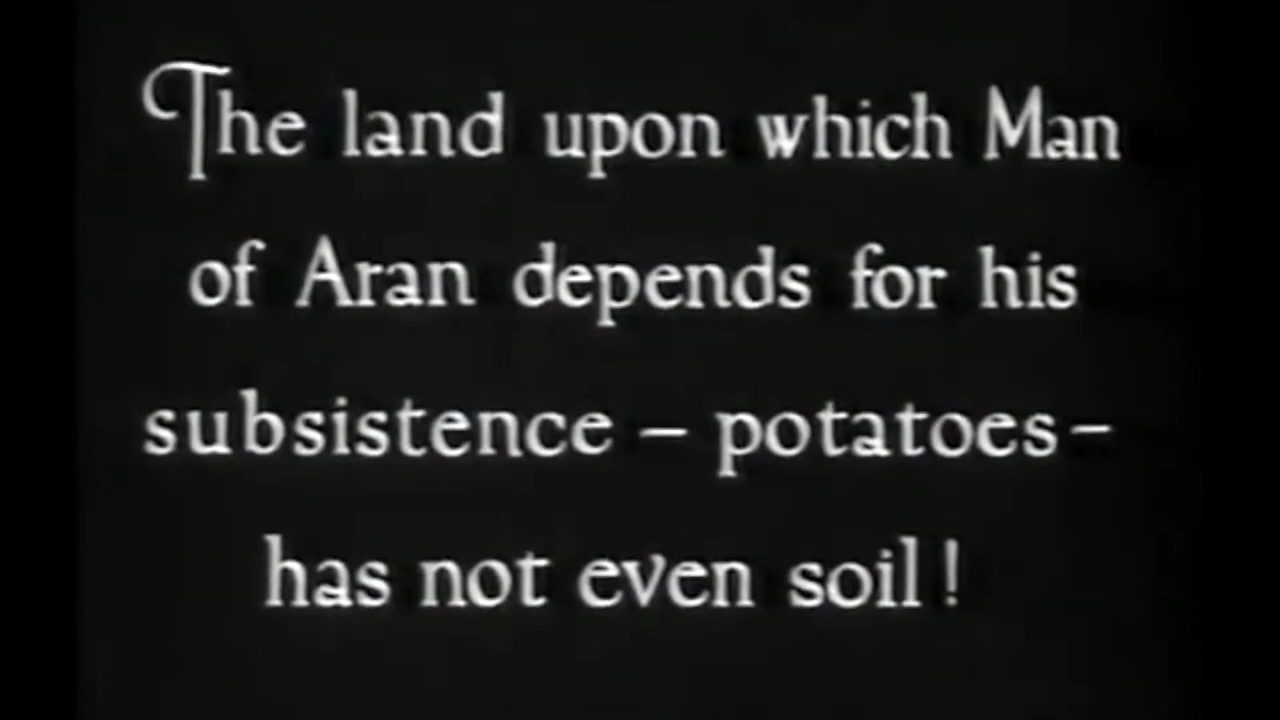 The land upon which Man
of Aran depends for his
subsistence – potatoes –
has not even soil!